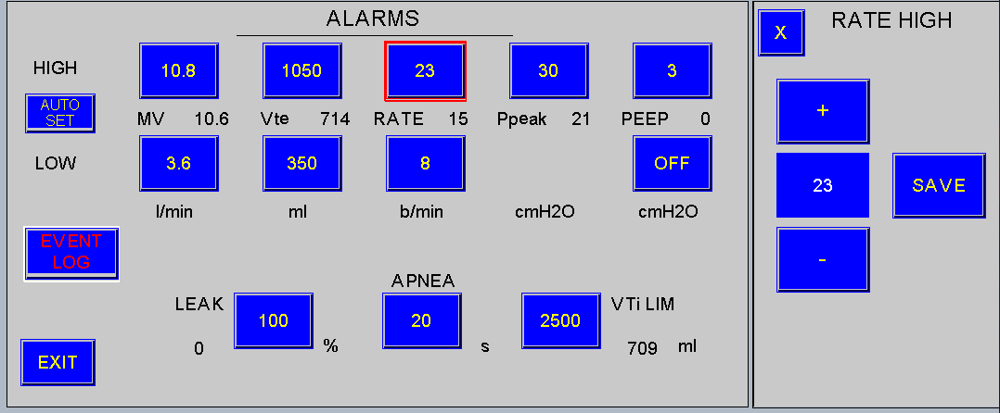 ALARMS
HIGH 10.8 1050 23 30 3
AUTO
SET
MV 10.6 Vte 714 RATE 15 Ppeak 21 PEEP 0
LOW 3.6 350 8 OFF
l/min ml b/min cmH2O cmH2O
EVENT
LOG
APNEA
LEAK 100 20 2500 VTi LIM
0 % s 709 ml
EXIT
X RATE HIGH
+
23 SAVE
-